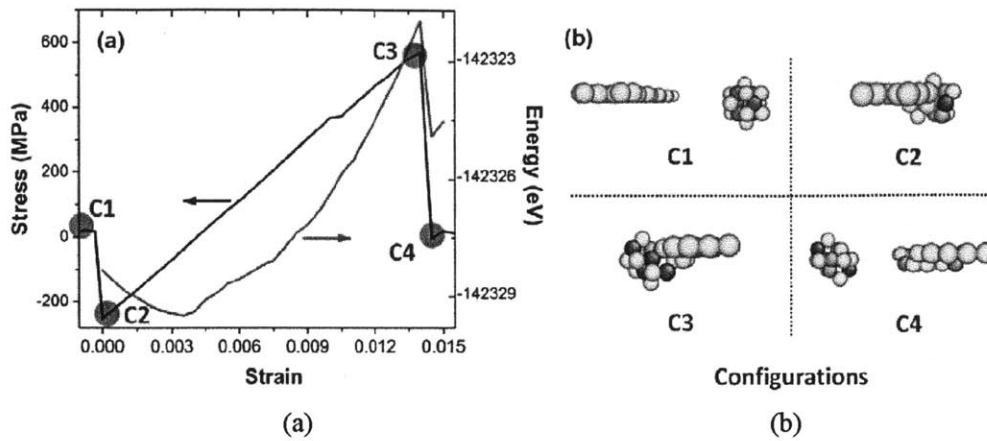 (a)
600
400
200
0
-200
Stress (MPa)
0.000 0.003 0.006 0.009 0.012 0.015
Strain
-142323
-142326
-142329
Energy (eV)
C1
C2
C3
C4
(a)
(b)
C1
C2
C3
C4
Configurations
(b)